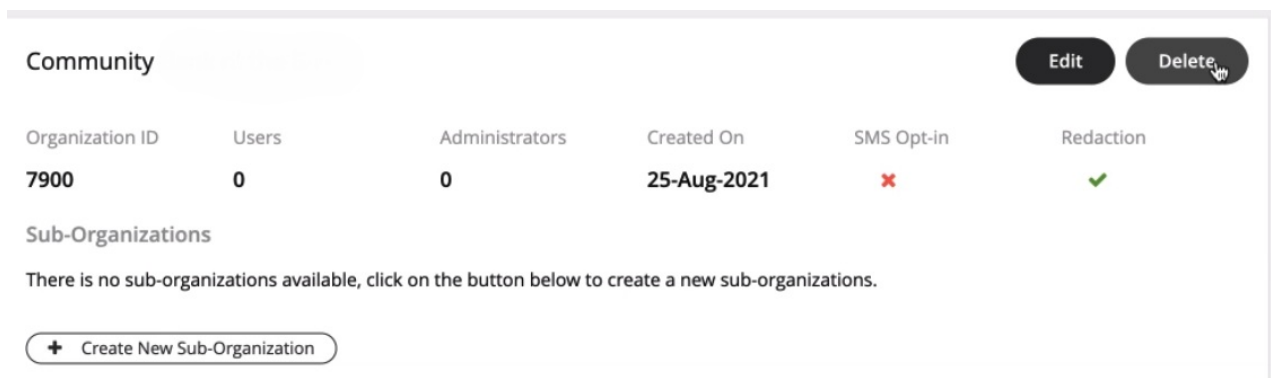 Community
Edit
Delete
Organization ID Users Administrators Created On SMS Opt-in Redaction
7900 0 0 25-Aug-2021
Sub-Organizations
There is no sub-organizations available, click on the button below to create a new sub-organizations.
+ Create New Sub-Organization